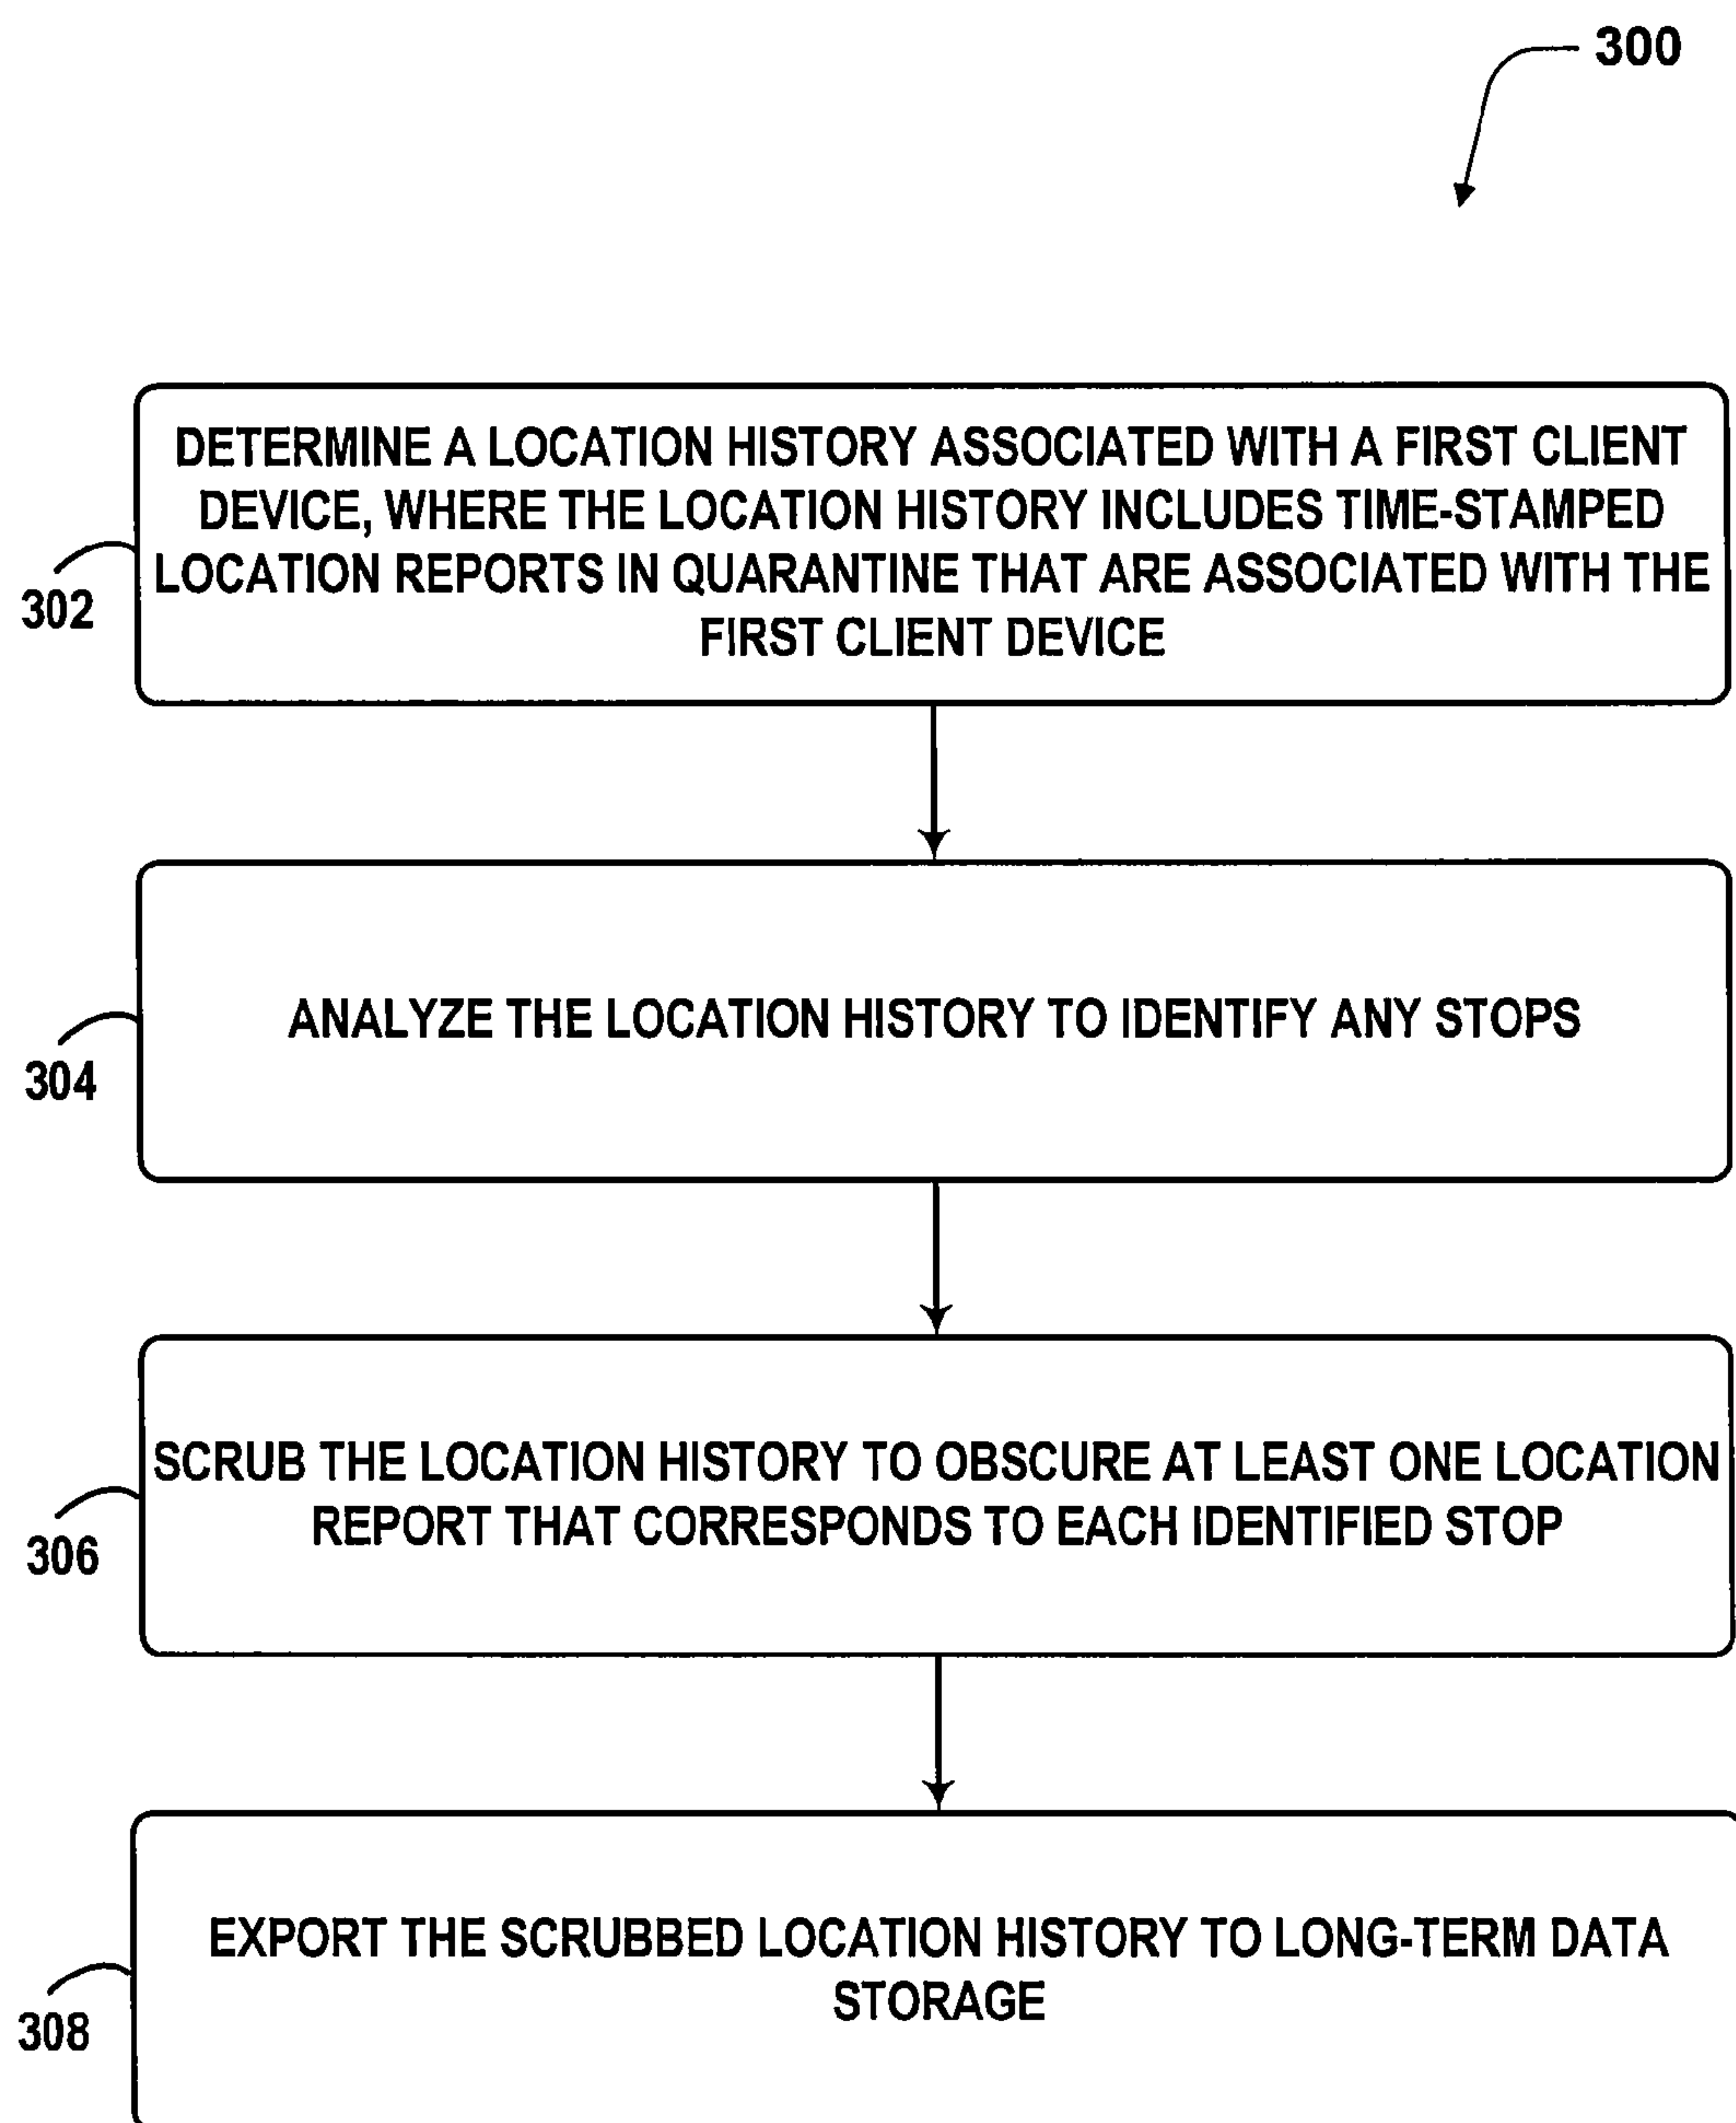 300
DETERMINE A LOCATION HISTORY ASSOCIATED WITH A FIRST CLIENT
DEVICE, WHERE THE LOCATION HISTORY INCLUDES TIME-STAMPED
LOCATION REPORTS IN QUARANTINE THAT ARE ASSOCIATED WITH THE
FIRST CLIENT DEVICE
302
ANALYZE THE LOCATION HISTORY TO IDENTIFY ANY STOPS
304
SCRUB THE LOCATION HISTORY TO OBSCURE AT LEAST ONE LOCATION
REPORT THAT CORRESPONDS TO EACH IDENTIFIED STOP
306
EXPORT THE SCRUBBED LOCATION HISTORY TO LONG-TERM DATA
STORAGE
308